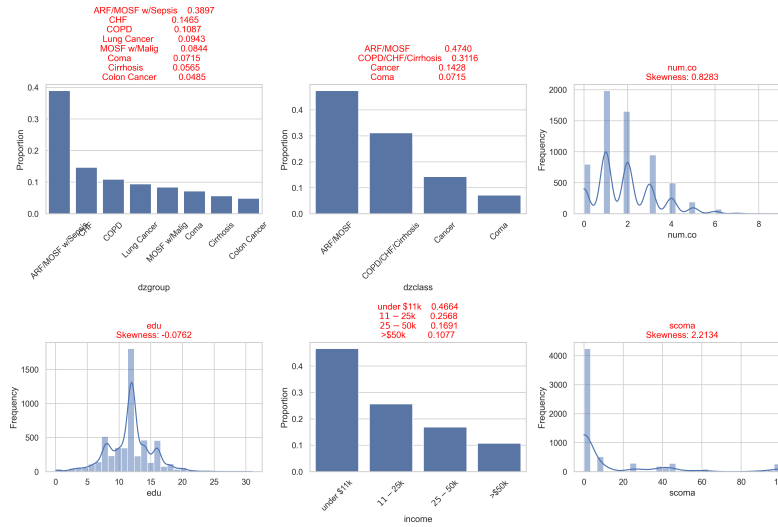 ARF/MOSF w/Sepsis 0.3897
CHF 0.1465
COPD 0.1087
Lung Cancer 0.0943
MOSF w/Malig 0.0844
Coma 0.0715
Cirrhosis 0.0565
Colon Cancer 0.0485
0.4
0.3
0.2
0.1
0.0
Proportion
ARF/MOSF w/Sepsis
CHF
COPD
Lung Cancer
MOSF w/Malig
Coma
Cirrhosis
Colon Cancer
dzgroup
ARF/MOSF 0.4740
COPD/CHF/Cirrhosis 0.3116
Cancer 0.1428
Coma 0.0715
0.4
0.3
0.2
0.1
0.0
Proportion
ARF/MOSF
COPD/CHF/Cirrhosis
Cancer
Coma
dzclass
num.co
Skewness: 0.8283
2000
1500
1000
500
0
Frequency
0 2 4 6 8
num.co
edu
Skewness: -0.0762
1500
1000
500
0
Frequency
0 5 10 15 20 25 30
edu
under $11k 0.4664
11 − 25k 0.2568
25 − 50k 0.1691
>$50k 0.1077
0.4
0.3
0.2
0.1
0.0
Proportion
under $11k
11 − 25k
25 − 50k
>$50k
income
scoma
Skewness: 2.2134
4000
3000
2000
1000
0
Frequency
0 20 40 60 80 100
scoma